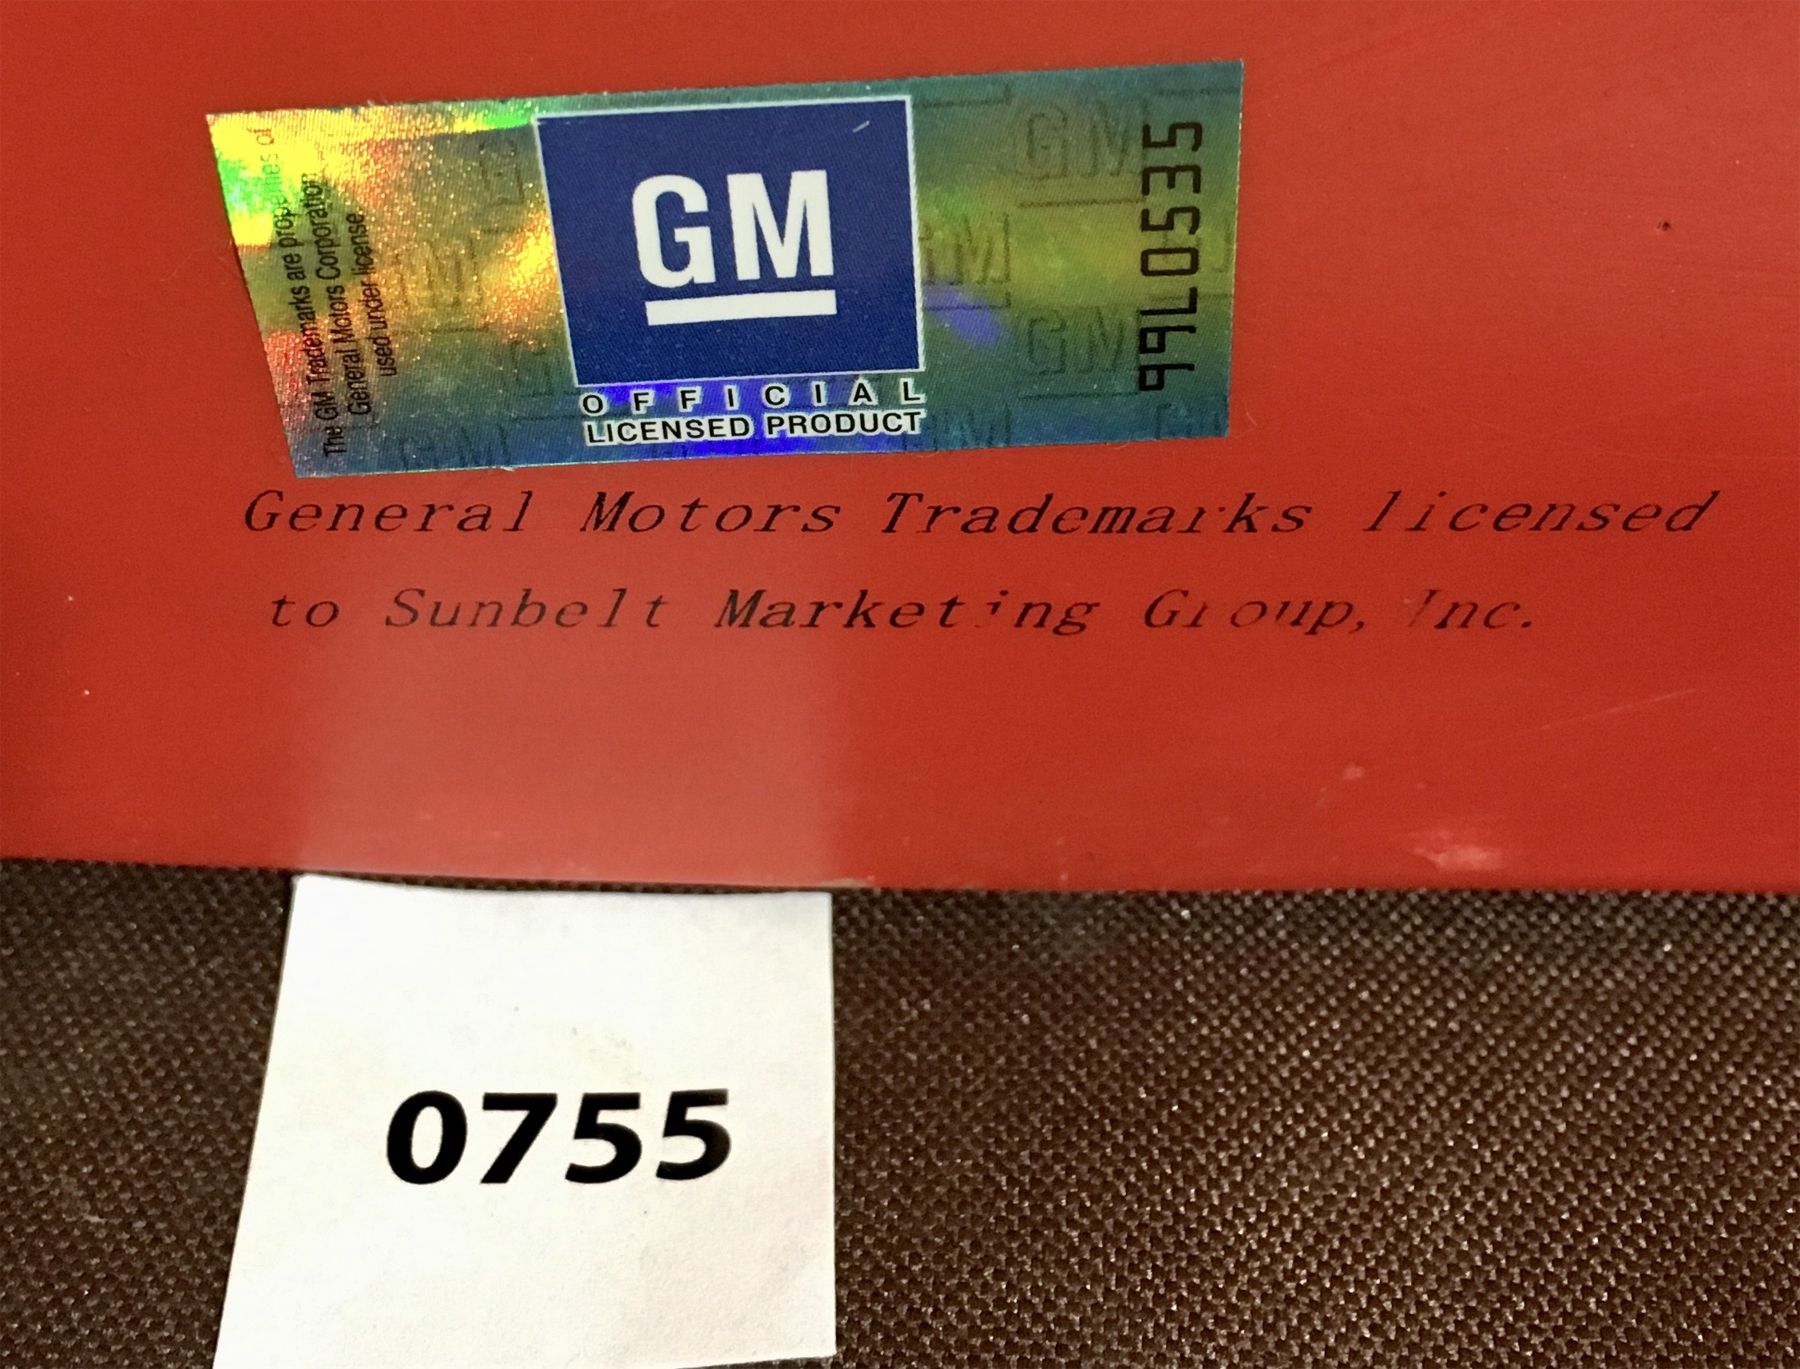 The GM Trademarks are properties of
General Motors Corporation
used under license
GM
OFFICIAL
LICENSED PRODUCT
99L0535
General Motors Trademarks licensed
to Sunbelt Marketing Group, Inc.
0755